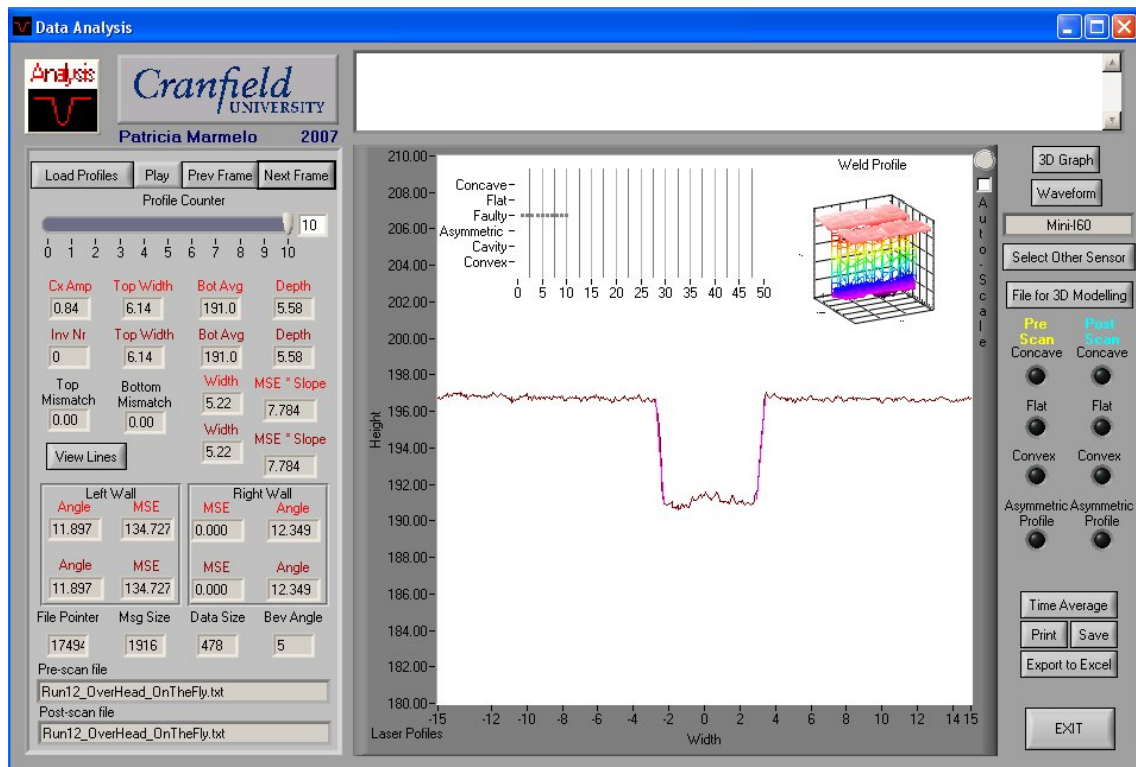 Data Analysis
Analysis
Cranfield
UNIVERSITY
Patricia Marmelo 2007
Load Profiles Play Prev Frame Next Frame
Profile Counter
10
0 1 2 3 4 5 6 7 8 9 10
Cx Amp Top Width Bot Avg Depth
0.84 6.14 191.0 5.58
Inv Nr Top Width Bot Avg Depth
0 6.14 191.0 5.58
Top Mismatch Bottom Mismatch Width MSE * Slope
0.00 0.00 5.22 7.784
Width MSE * Slope
5.22 7.784
View Lines
Left Wall Right Wall
Angle MSE MSE Angle
11.897 134.727 0.000 12.349
Angle MSE MSE Angle
11.897 134.727 0.000 12.349
File Pointer Msg Size Data Size Bev Angle
17494 1916 478 5
Pre-scan file
Run12_OverHead_OnTheFly.txt
Post-scan file
Run12_OverHead_OnTheFly.txt
210.00
208.00
206.00
204.00
202.00
200.00
198.00
196.00
194.00
192.00
190.00
188.00
186.00
184.00
182.00
180.00
Height
-15 -12 -10 -8 -6 -4 -2 0 2 4 6 8 10 12 14 15
Laser Pofiles
Width
Concave
Flat
Faulty
Asymmetric
Cavity
Convex
0 5 10 15 20 25 30 35 40 45 50
Weld Profile
Auto-Scale
3D Graph
Waveform
Mini-I60
Select Other Sensor
File for 3D Modelling
Pre Scan Post Scan
Concave Concave
Flat Flat
Convex Convex
Asymmetric Profile Asymmetric Profile
Time Average
Print Save
Export to Excel
EXIT